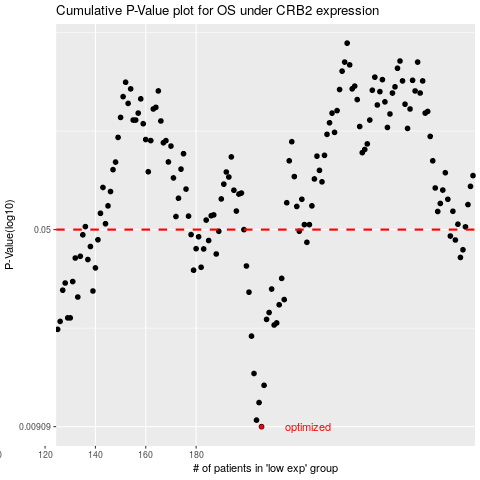 Cumulative P-Value plot for OS under CRB2 expression
P-Value(log10)
0.05
0.00909
optimized
0 120 140 160 180
# of patients in 'low exp' group